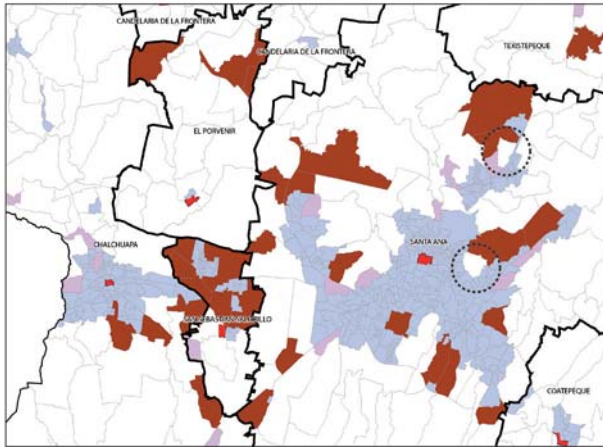 CANDELARIA DE LA FRONTERA
CANDELARIA DE LA FRONTERA
TEXISTEPEQUE
EL PORVENIR
CHALCHUAPA
SANTA ANA
COATEPEQUE